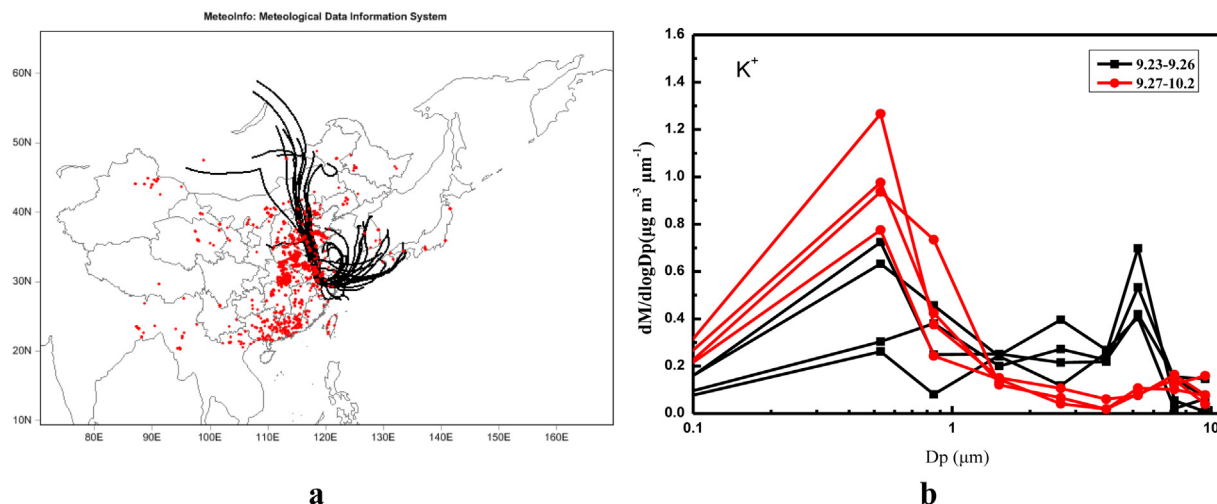 MeteoInfo: Meteological Data Information System
60N
50N
40N
30N
20N
10N
80E 90E 100E 110E 120E 130E 140E 150E 160E
a
1.6
1.4
1.2
1.0
0.8
0.6
0.4
0.2
0.0
dM/dlogDp(μg m⁻³ μm⁻¹)
K⁺
9.23-9.26
9.27-10.2
0.1 1 10
Dp (μm)
b